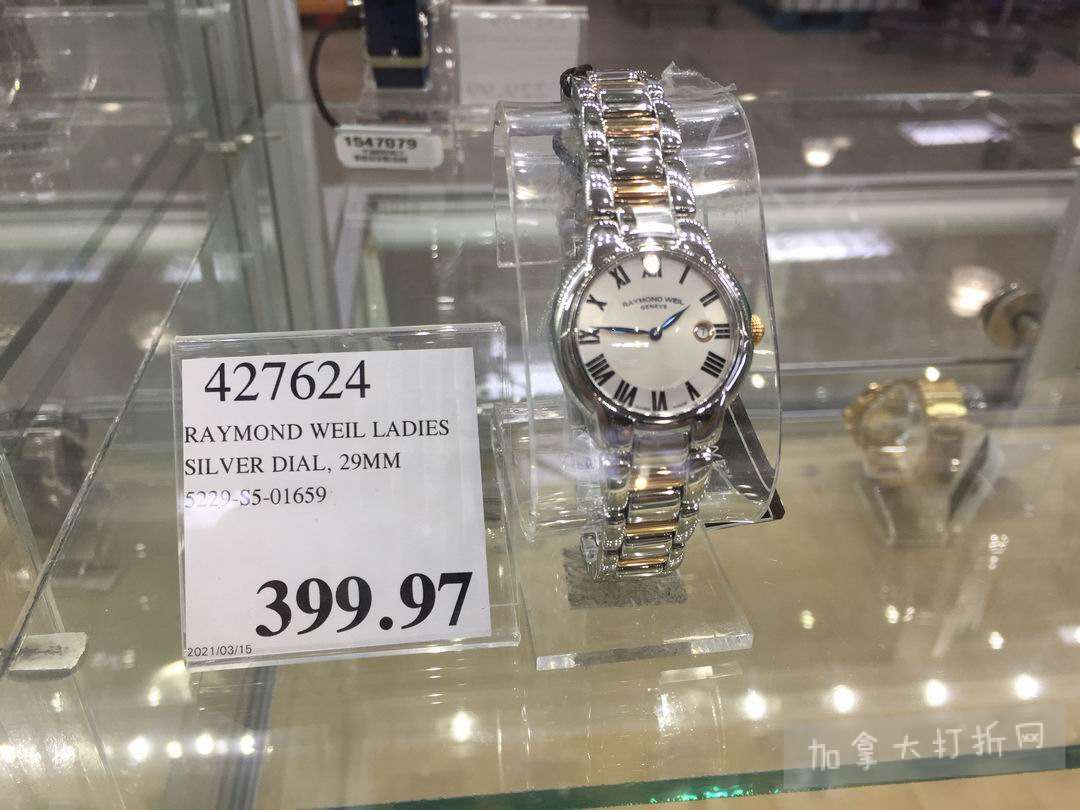 1547079
RAYMOND WEIL
GENEVE
427624
RAYMOND WEIL LADIES
SILVER DIAL, 29MM
5229-S5-01659
399.97
2021/03/15
加拿大打折网